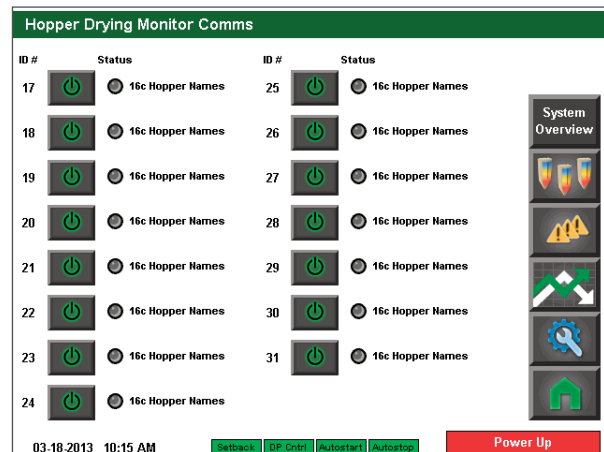 Hopper Drying Monitor Comms
ID # Status ID # Status
17 16c Hopper Names 25 16c Hopper Names
18 16c Hopper Names 26 16c Hopper Names
19 16c Hopper Names 27 16c Hopper Names
20 16c Hopper Names 28 16c Hopper Names
21 16c Hopper Names 29 16c Hopper Names
22 16c Hopper Names 30 16c Hopper Names
23 16c Hopper Names 31 16c Hopper Names
24 16c Hopper Names
System
Overview
03-18-2013 10:15 AM Setback DP Cntrl Autostart Autostop Power Up